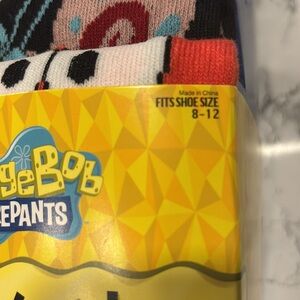 Made in China
FITS SHOE SIZE
8-12
geBob
EPANTS